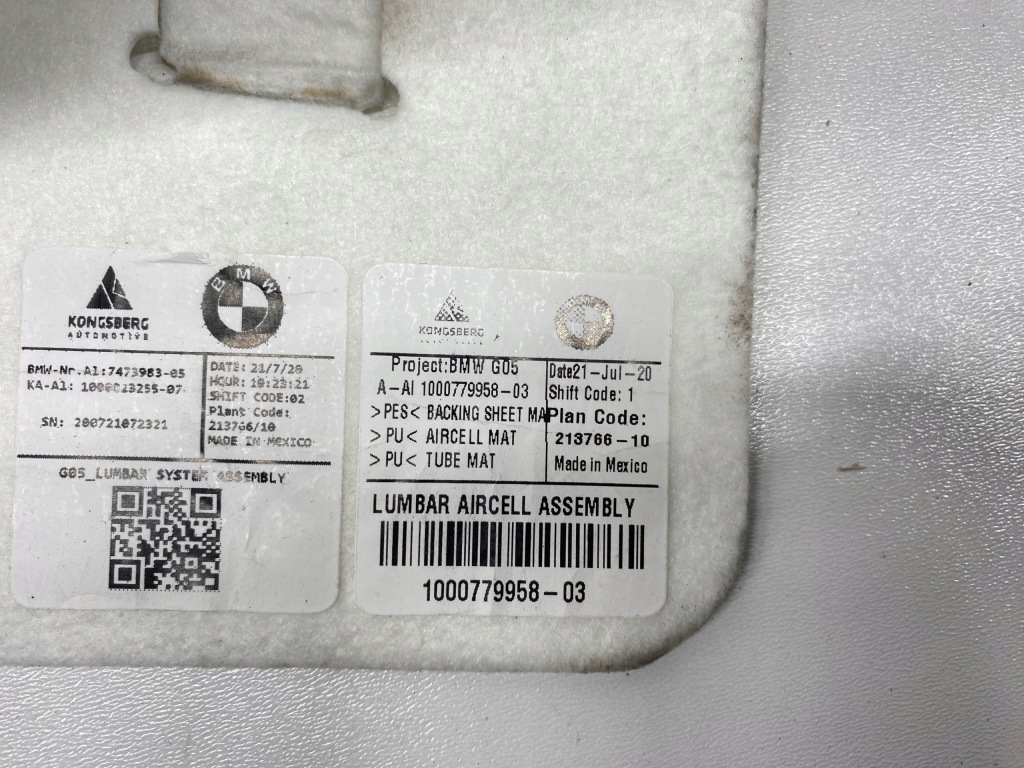 KONGSBERG
AUTOMOTIVE
BMW
BMW-Nr.A1:7473983-05
KA-A1:
SN: 200721072321
DATE: 21/7/20
HOUR: 10:23:21
SHIFT CODE:02
Plant Code:
213766/10
MADE IN MEXICO
G05_LUMBAR SYSTEM ASSEMBLY
KONGSBERG
Project:BMW G05
A-AI 1000779958-03
>PES< BACKING SHEET MA
>PU< AIRCELL MAT
>PU< TUBE MAT
Date21-Jul-20
Shift Code: 1
Plan Code:
213766-10
Made in Mexico
LUMBAR AIRCELL ASSEMBLY
1000779958-03